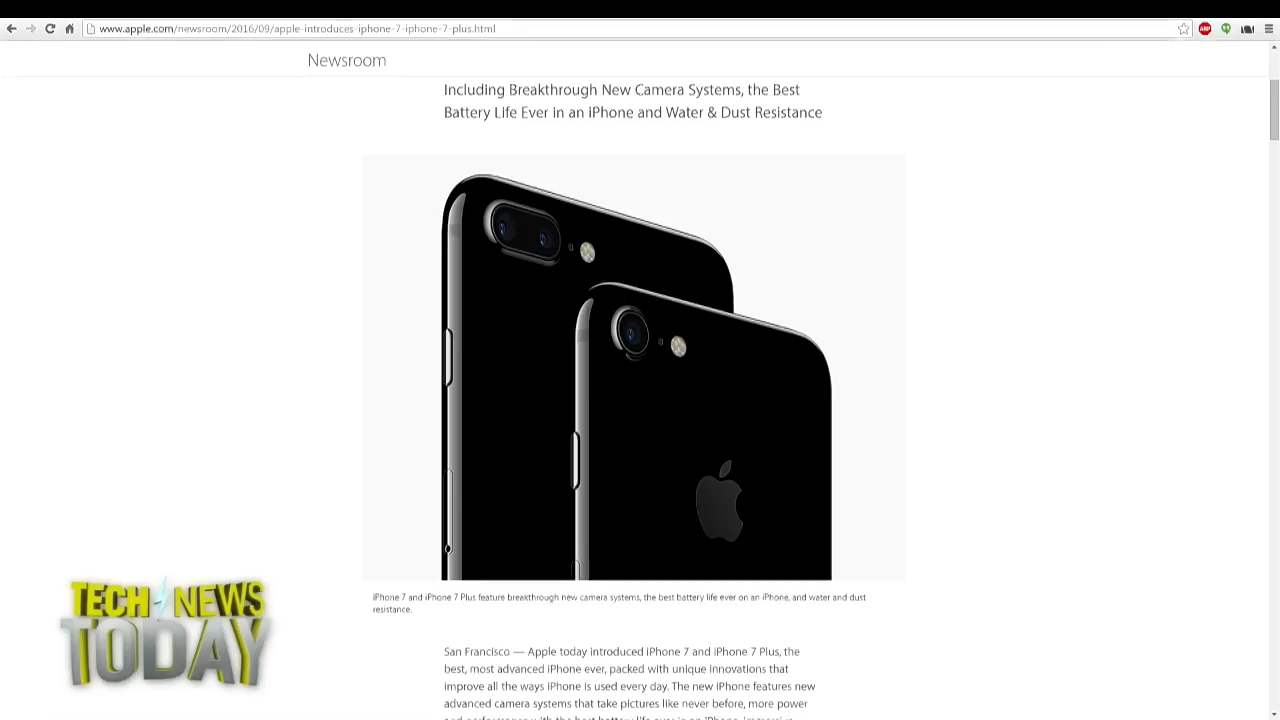 www.apple.com/newsroom/2016/09/apple-introduces-iphone-7-iphone-7-plus.html
ABP
Newsroom
Including Breakthrough New Camera Systems, the Best
Battery Life Ever in an iPhone and Water & Dust Resistance
iPhone 7 and iPhone 7 Plus feature breakthrough new camera systems, the best battery life ever on an iPhone, and water and dust
resistance.
TECH NEWS
TODAY
San Francisco — Apple today introduced iPhone 7 and iPhone 7 Plus, the
best, most advanced iPhone ever, packed with unique innovations that
improve all the ways iPhone is used every day. The new iPhone features new
advanced camera systems that take pictures like never before, more power